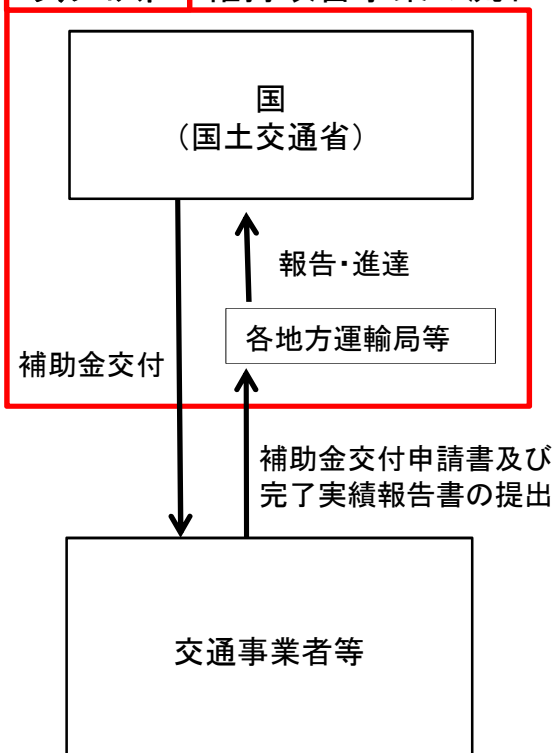 国
（国土交通省）
報告・進達
各地方運輸局等
補助金交付
補助金交付申請書及び
完了実績報告書の提出
交通事業者等